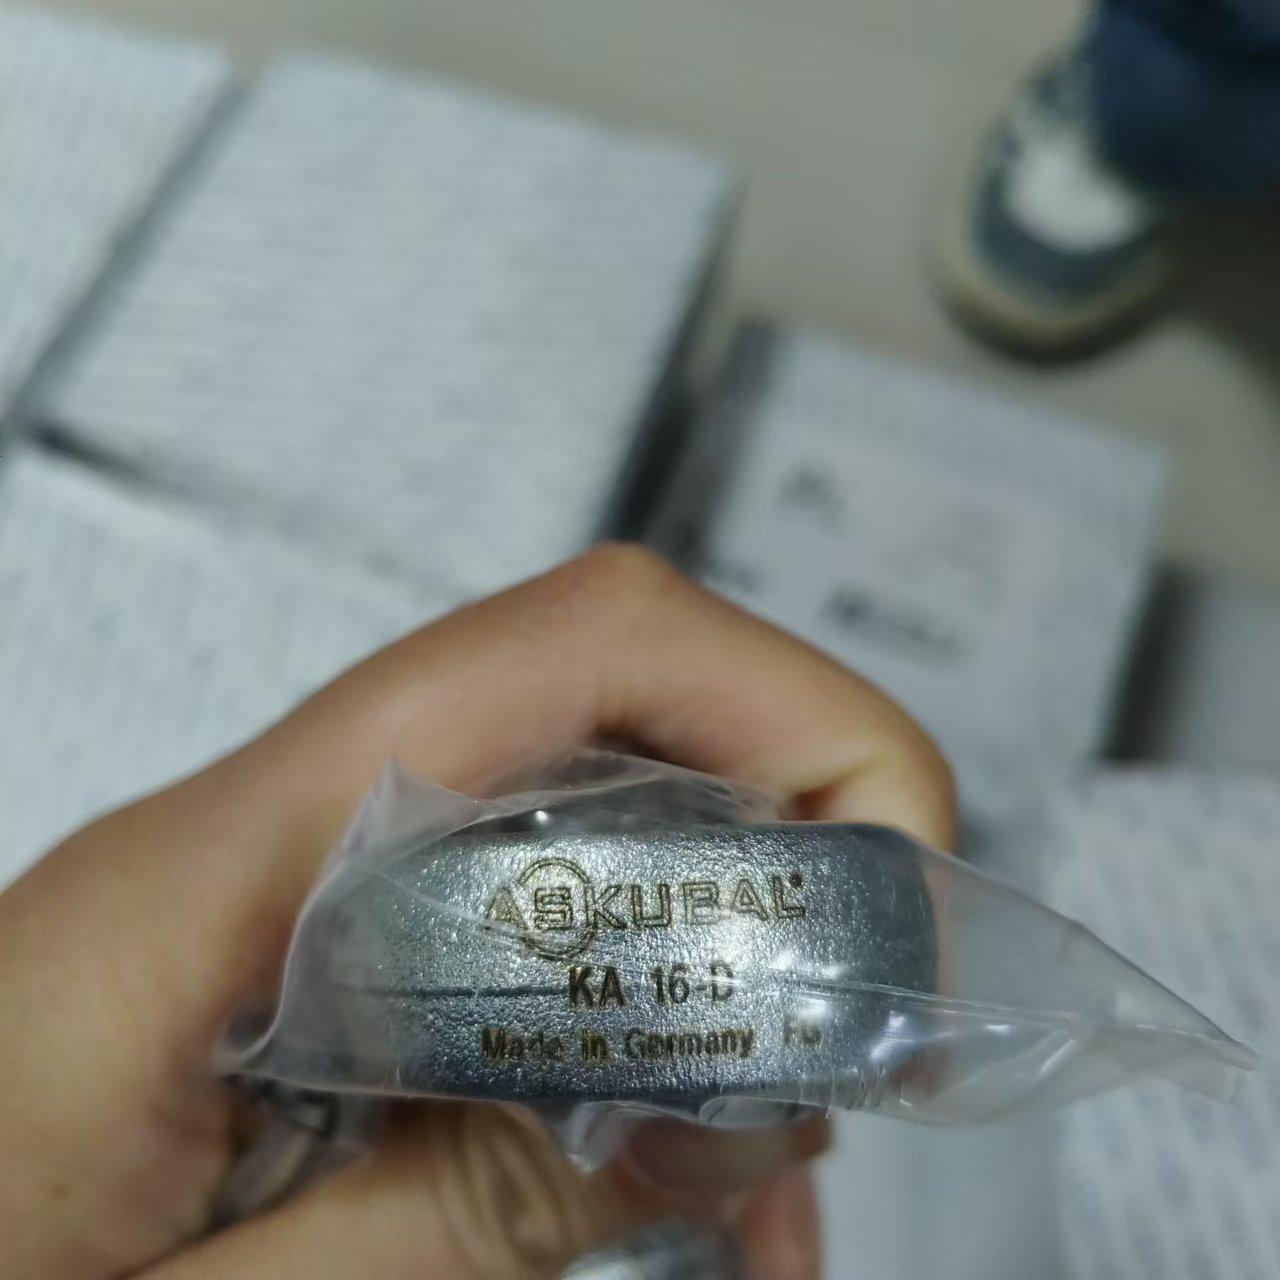 ASKUBAL®
KA 16-D
Made in Germany